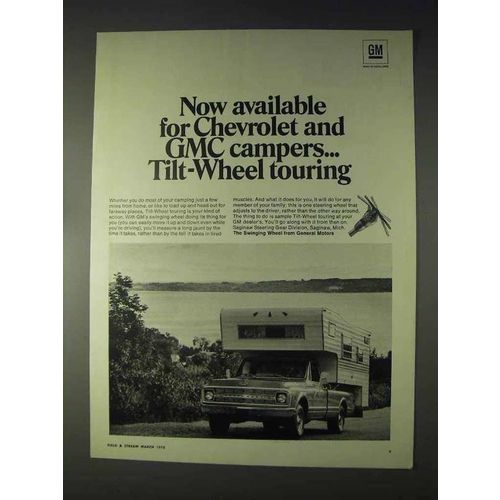 GM
Now available
for Chevrolet and
GMC campers...
Tilt-Wheel touring
Whether you do most of your camping just a few
miles from home, or like to load up and head out for
faraway places, Tilt-Wheel touring is your kind of
action. With GM's swinging wheel doing its thing for
you (you can easily move it up and down even while
you're driving), you'll measure a long jaunt by the
time it takes, rather than by the toll it takes in tired
muscles. And what it does for you, it will do for any
member of your family: this is one steering wheel that
adjusts to the driver, rather than the other way around.
The thing to do is sample Tilt-Wheel touring at your
GM dealer's. You'll go along with it from then on.
Saginaw Steering Gear Division, Saginaw, Mich.
The Swinging Wheel from General Motors
FIELD & STREAM MARCH 1970